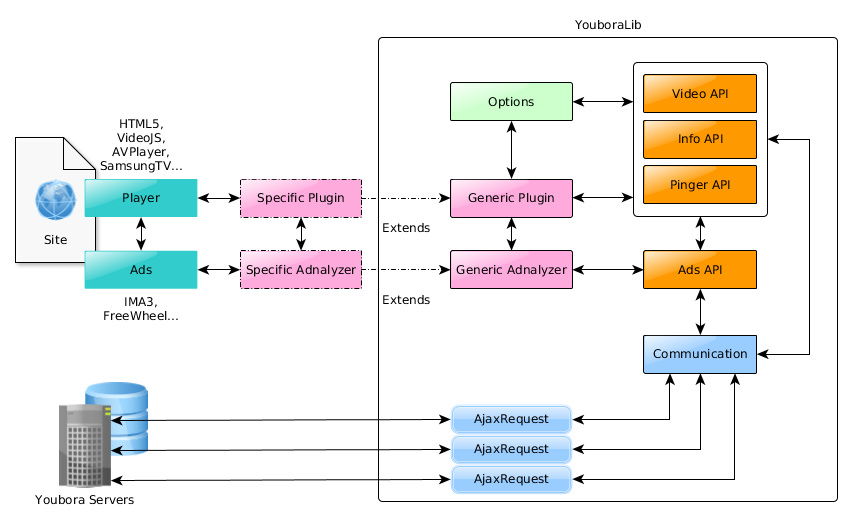 YouboraLib
Options
Video API
Info API
Pinger API
HTML5,
VideoJS,
AVPlayer,
SamsungTV...
Site
Player
Specific Plugin
Generic Plugin
Extends
Ads
Specific Adnalyzer
Generic Adnalyzer
Ads API
Extends
IMA3,
FreeWheel...
Communication
AjaxRequest
AjaxRequest
AjaxRequest
Youbora Servers